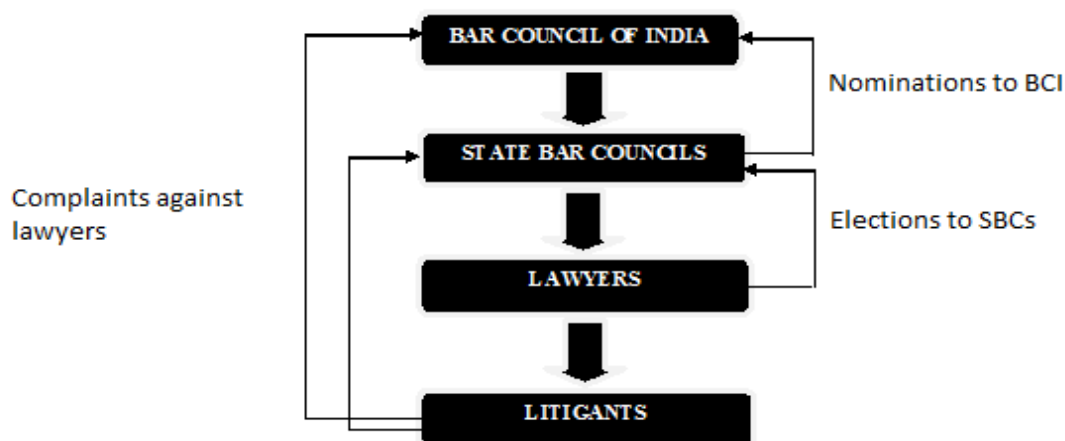 BAR COUNCIL OF INDIA
Nominations to BCI
STATE BAR COUNCILS
Complaints against
lawyers
Elections to SBCs
LAWYERS
LITIGANTS